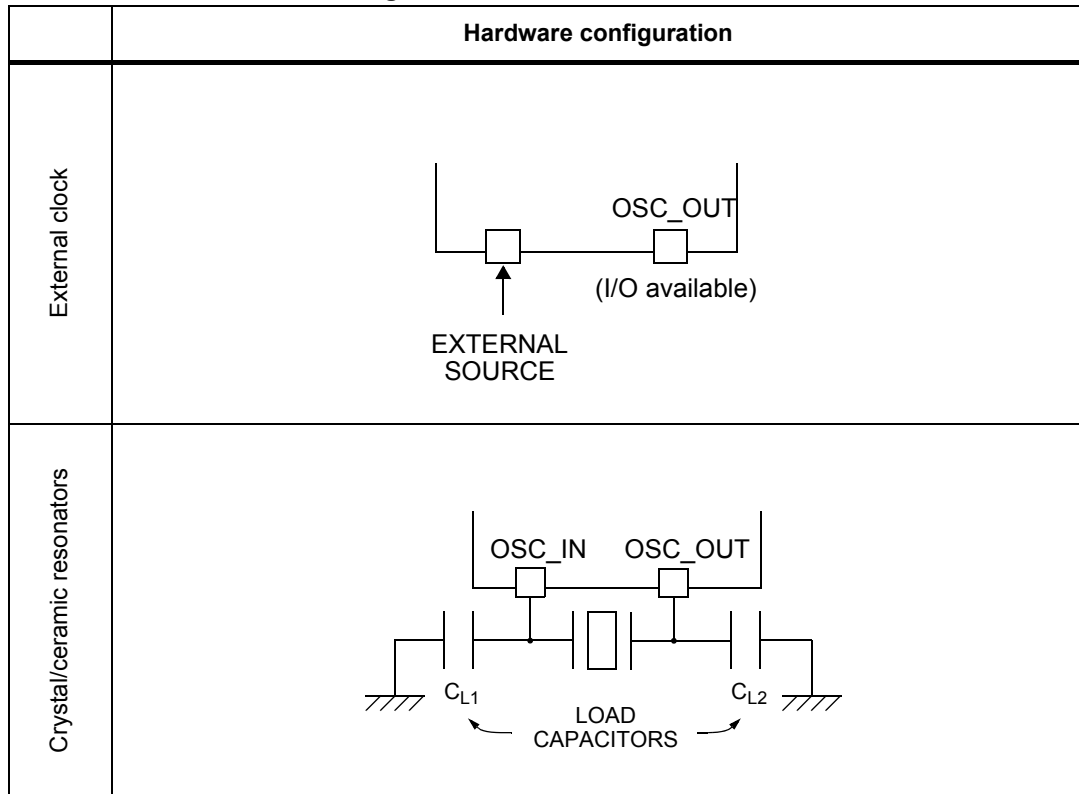 Hardware configuration
External clock
OSC_OUT
(I/O available)
EXTERNAL
SOURCE
Crystal/ceramic resonators
OSC_IN OSC_OUT
CL1
CL2
LOAD
CAPACITORS